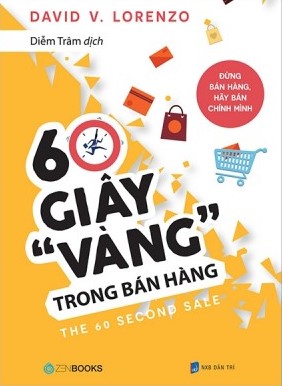 DAVID V. LORENZO
Diễm Trâm dịch
ĐỪNG
BÁN HÀNG,
HÃY BÁN
CHÍNH MÌNH
60
GIÂY
“VÀNG”
TRONG BÁN HÀNG
THE 60 SECOND SALE
ZENBOOKS
NXB DÂN TRÍ